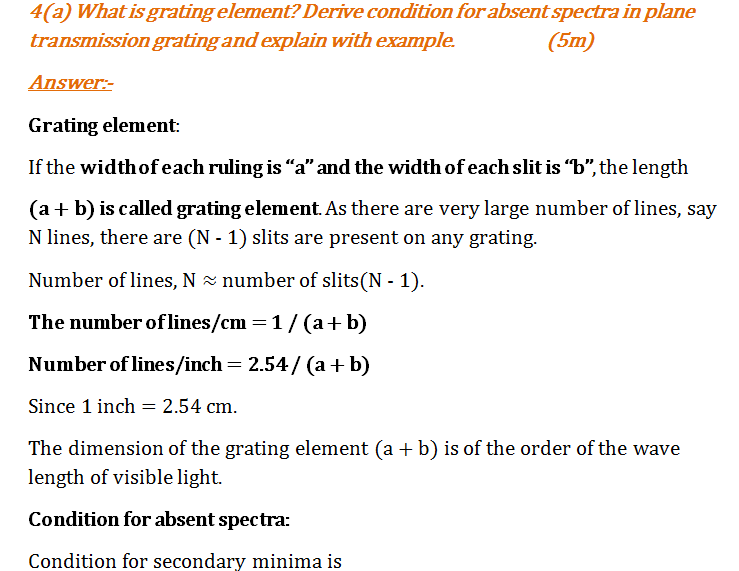 4(a) What is grating element? Derive condition for absent spectra in plane
transmission grating and explain with example. (5m)
Answer:-
Grating element:
If the width of each ruling is “a” and the width of each slit is “b”, the length
(a + b) is called grating element. As there are very large number of lines, say
N lines, there are (N - 1) slits are present on any grating.
Number of lines, N ≈ number of slits(N - 1).
The number of lines/cm = 1 / (a + b)
Number of lines/inch = 2.54 / (a + b)
Since 1 inch = 2.54 cm.
The dimension of the grating element (a + b) is of the order of the wave
length of visible light.
Condition for absent spectra:
Condition for secondary minima is